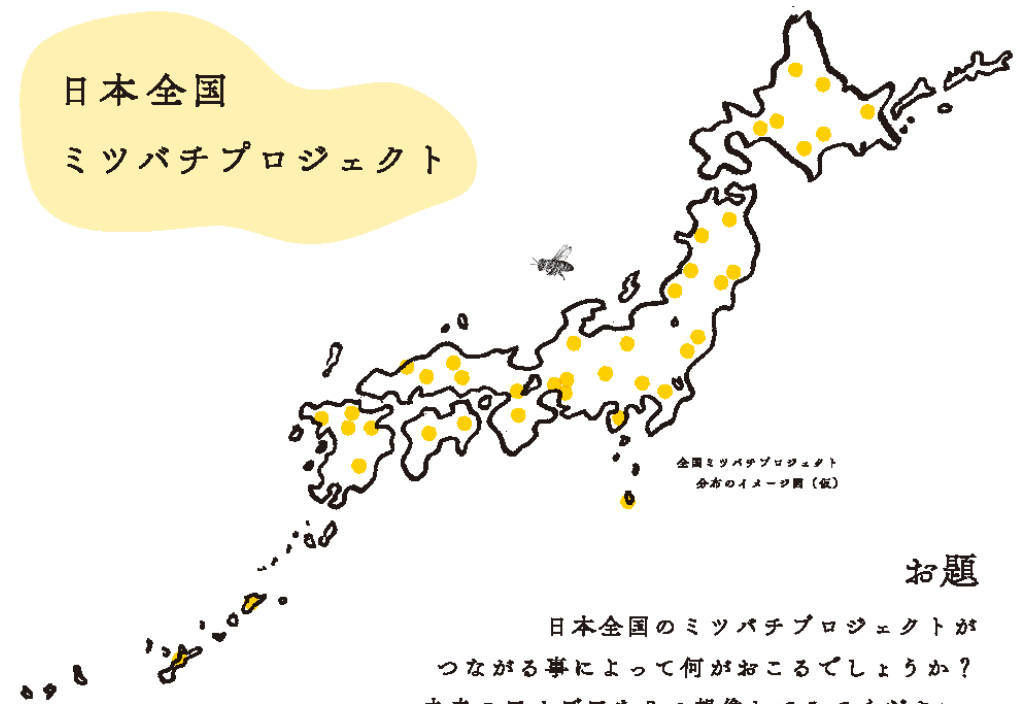 日本全国
ミツバチプロジェクト
全国ミツバチプロジェクト
分布のイメージ図（仮）
お題
日本全国のミツバチプロジェクトが
つながる事によって何がおこるでしょうか？